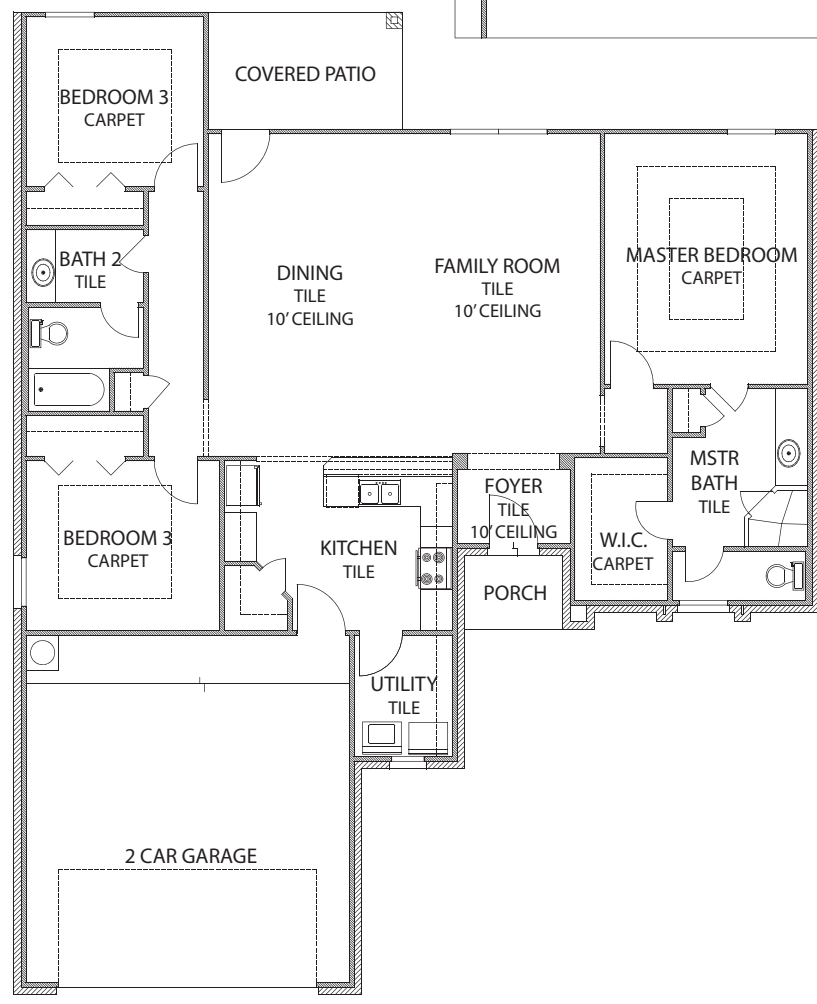 COVERED PATIO
BEDROOM 3
CARPET
BATH 2
TILE
DINING
TILE
10' CEILING
FAMILY ROOM
TILE
10' CEILING
MASTER BEDROOM
CARPET
BEDROOM 3
CARPET
KITCHEN
TILE
FOYER
TILE
10' CEILING
PORCH
W.I.C.
CARPET
MSTR
BATH
TILE
UTILITY
TILE
2 CAR GARAGE